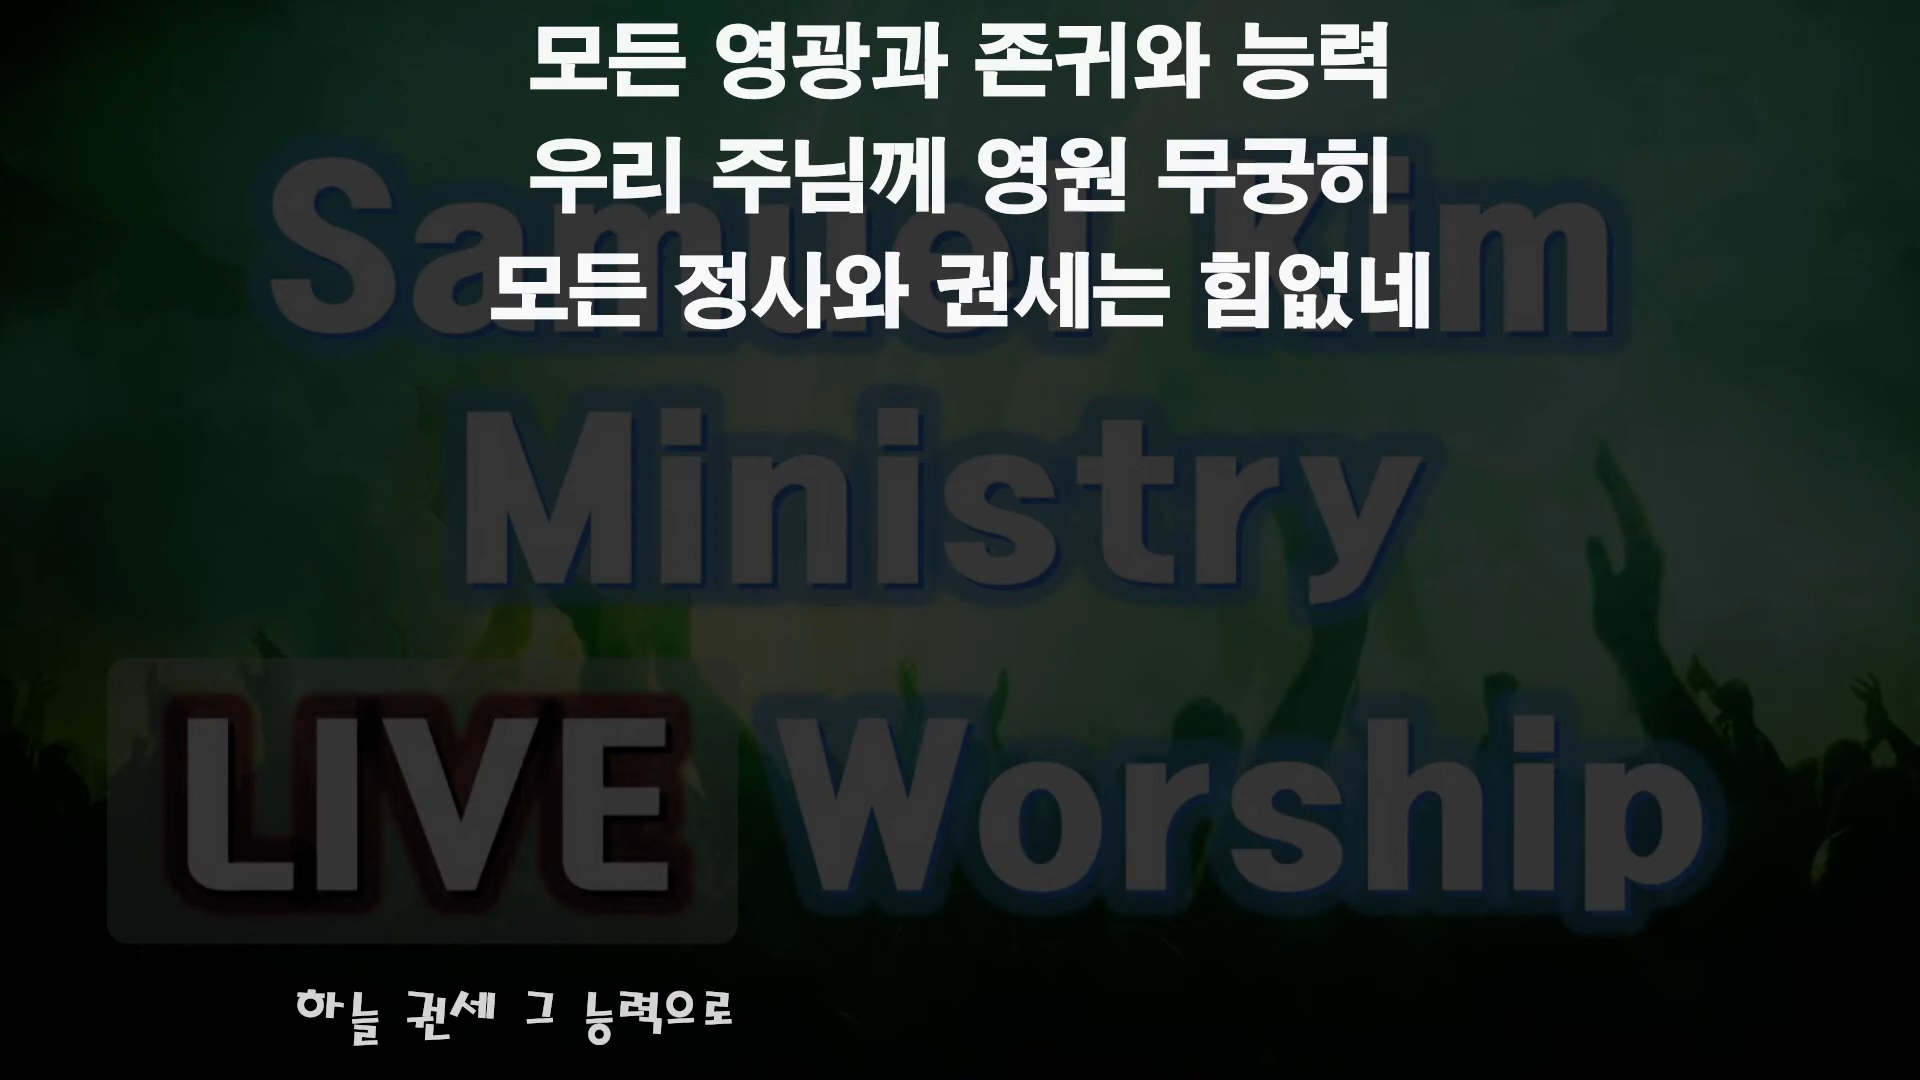 모든 영광과 존귀와 능력
우리 주님께 영원 무궁히
모든 정사와 권세는 힘없네
Samuel Kim
Ministry
LIVE Worship
하늘 권세 그 능력으로